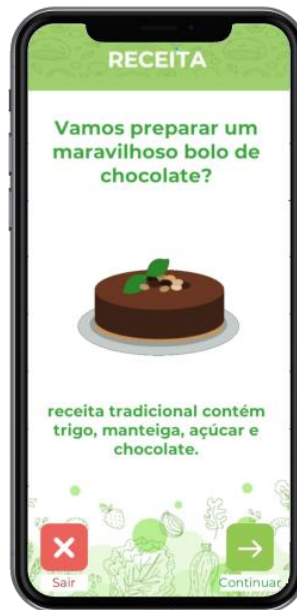 RECEITA
Vamos preparar um
maravilhoso bolo de
chocolate?
receita tradicional contém
trigo, manteiga, açúcar e
chocolate.
Sair
Continuar